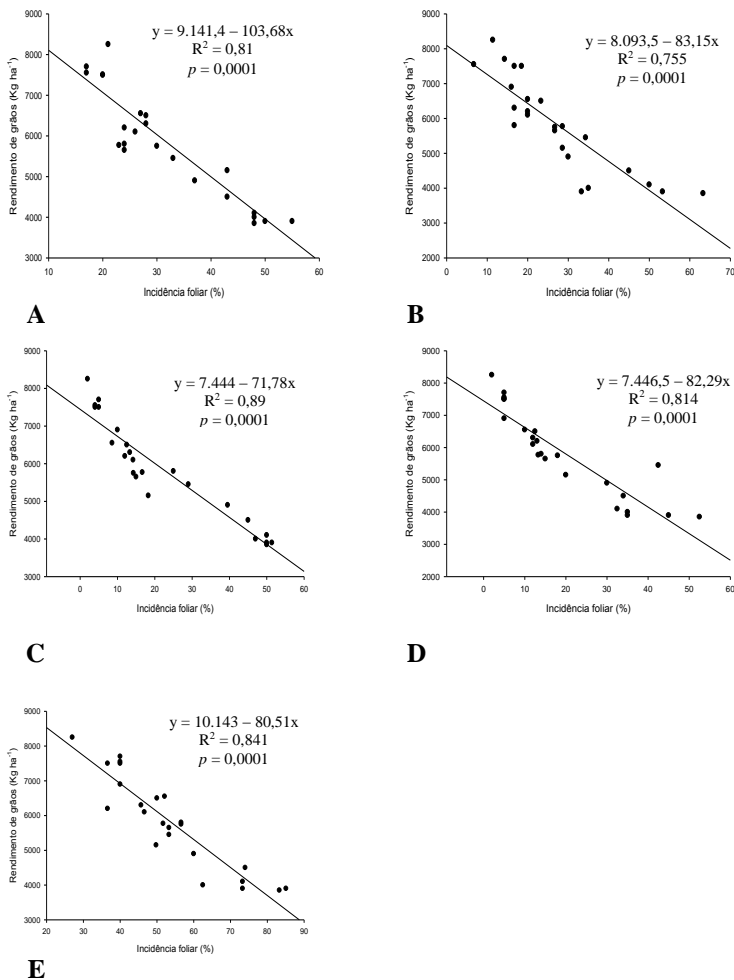 y = 9.141,4 – 103,68x
R² = 0,81
p = 0,0001
Rendimento de grãos (Kg ha⁻¹)
9000
8000
7000
6000
5000
4000
3000
10 20 30 40 50 60
Incidência foliar (%)
A
y = 8.093,5 – 83,15x
R² = 0,755
p = 0,0001
Rendimento de grãos (Kg ha⁻¹)
9000
8000
7000
6000
5000
4000
3000
2000
0 10 20 30 40 50 60 70
Incidência foliar (%)
B
y = 7.444 – 71,78x
R² = 0,89
p = 0,0001
Rendimento de grãos (Kg ha⁻¹)
9000
8000
7000
6000
5000
4000
3000
0 10 20 30 40 50 60
Incidência foliar (%)
C
y = 7.446,5 – 82,29x
R² = 0,814
p = 0,0001
Rendimento de grãos (Kg ha⁻¹)
9000
8000
7000
6000
5000
4000
3000
2000
0 10 20 30 40 50 60
Incidência foliar (%)
D
y = 10.143 – 80,51x
R² = 0,841
p = 0,0001
Rendimento de grãos (Kg ha⁻¹)
9000
8000
7000
6000
5000
4000
3000
20 30 40 50 60 70 80 90
Incidência foliar (%)
E